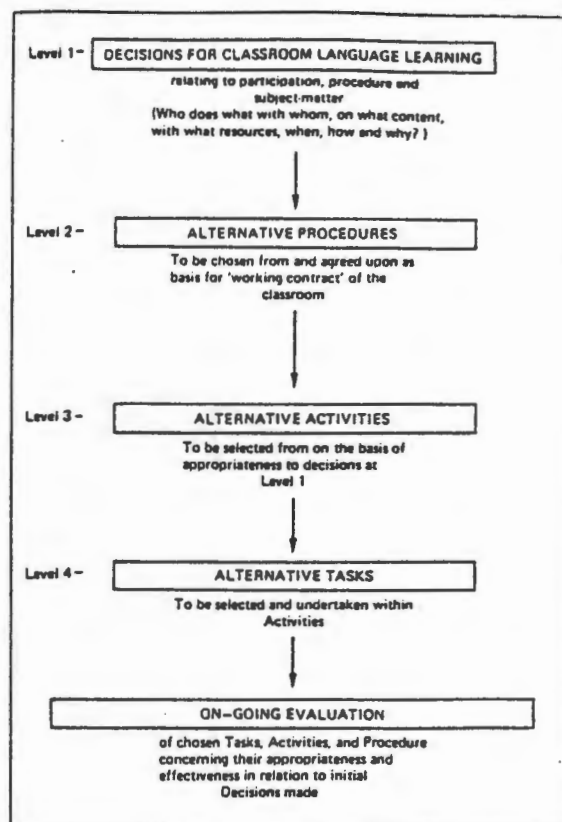 Level 1 – DECISIONS FOR CLASSROOM LANGUAGE LEARNING
relating to participation, procedure and
subject-matter
(Who does what with whom, on what content,
with what resources, when, how and why? )
Level 2 – ALTERNATIVE PROCEDURES
To be chosen from and agreed upon as
basis for 'working contract' of the
classroom
Level 3 – ALTERNATIVE ACTIVITIES
To be selected from on the basis of
appropriateness to decisions at
Level 1
Level 4 – ALTERNATIVE TASKS
To be selected and undertaken within
Activities
ON-GOING EVALUATION
of chosen Tasks, Activities, and Procedure
concerning their appropriateness and
effectiveness in relation to initial
Decisions made